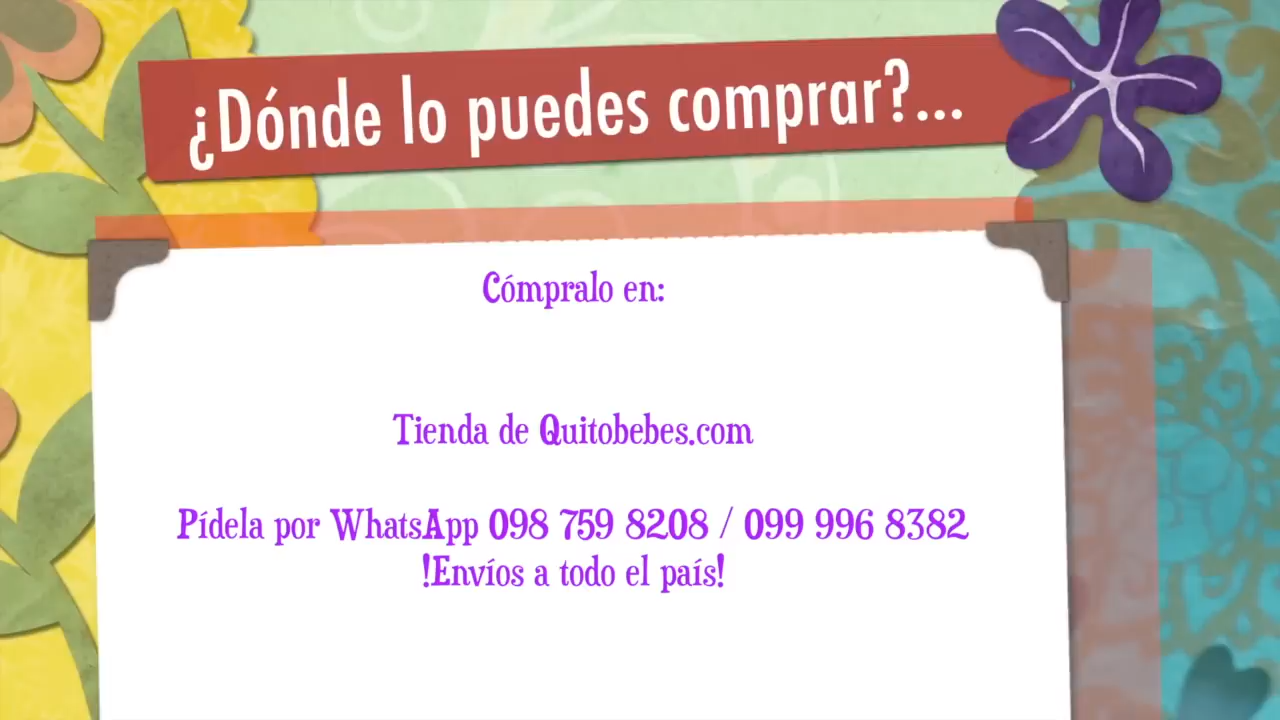 ¿Dónde lo puedes comprar?...
Cómpralo en:
Tienda de Quitobebes.com
Pídela por WhatsApp 098 759 8208 / 099 996 8382
!Envíos a todo el país!